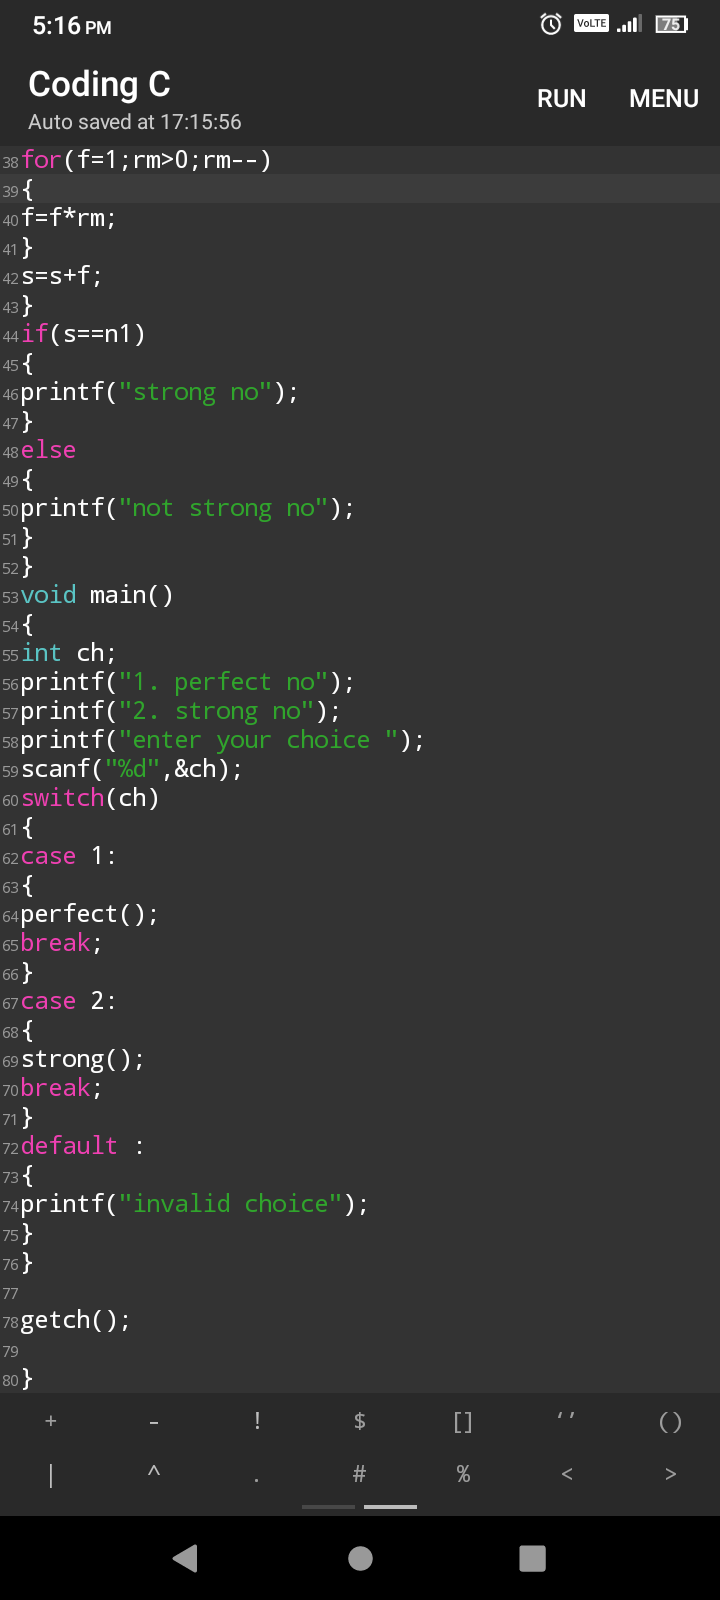 5:16 PM
VoLTE
75
Coding C
Auto saved at 17:15:56
RUN
MENU
38 for(f=1;rm>0;rm--)
39 {
40 f=f*rm;
41 }
42 s=s+f;
43 }
44 if(s==n1)
45 {
46 printf("strong no");
47 }
48 else
49 {
50 printf("not strong no");
51 }
52 }
53 void main()
54 {
55 int ch;
56 printf("1. perfect no");
57 printf("2. strong no");
58 printf("enter your choice ");
59 scanf("%d",&ch);
60 switch(ch)
61 {
62 case 1:
63 {
64 perfect();
65 break;
66 }
67 case 2:
68 {
69 strong();
70 break;
71 }
72 default :
73 {
74 printf("invalid choice");
75 }
76 }
77
78 getch();
79
80 }
+ - ! $ [] ‘’ ()
| ^ . # % < >